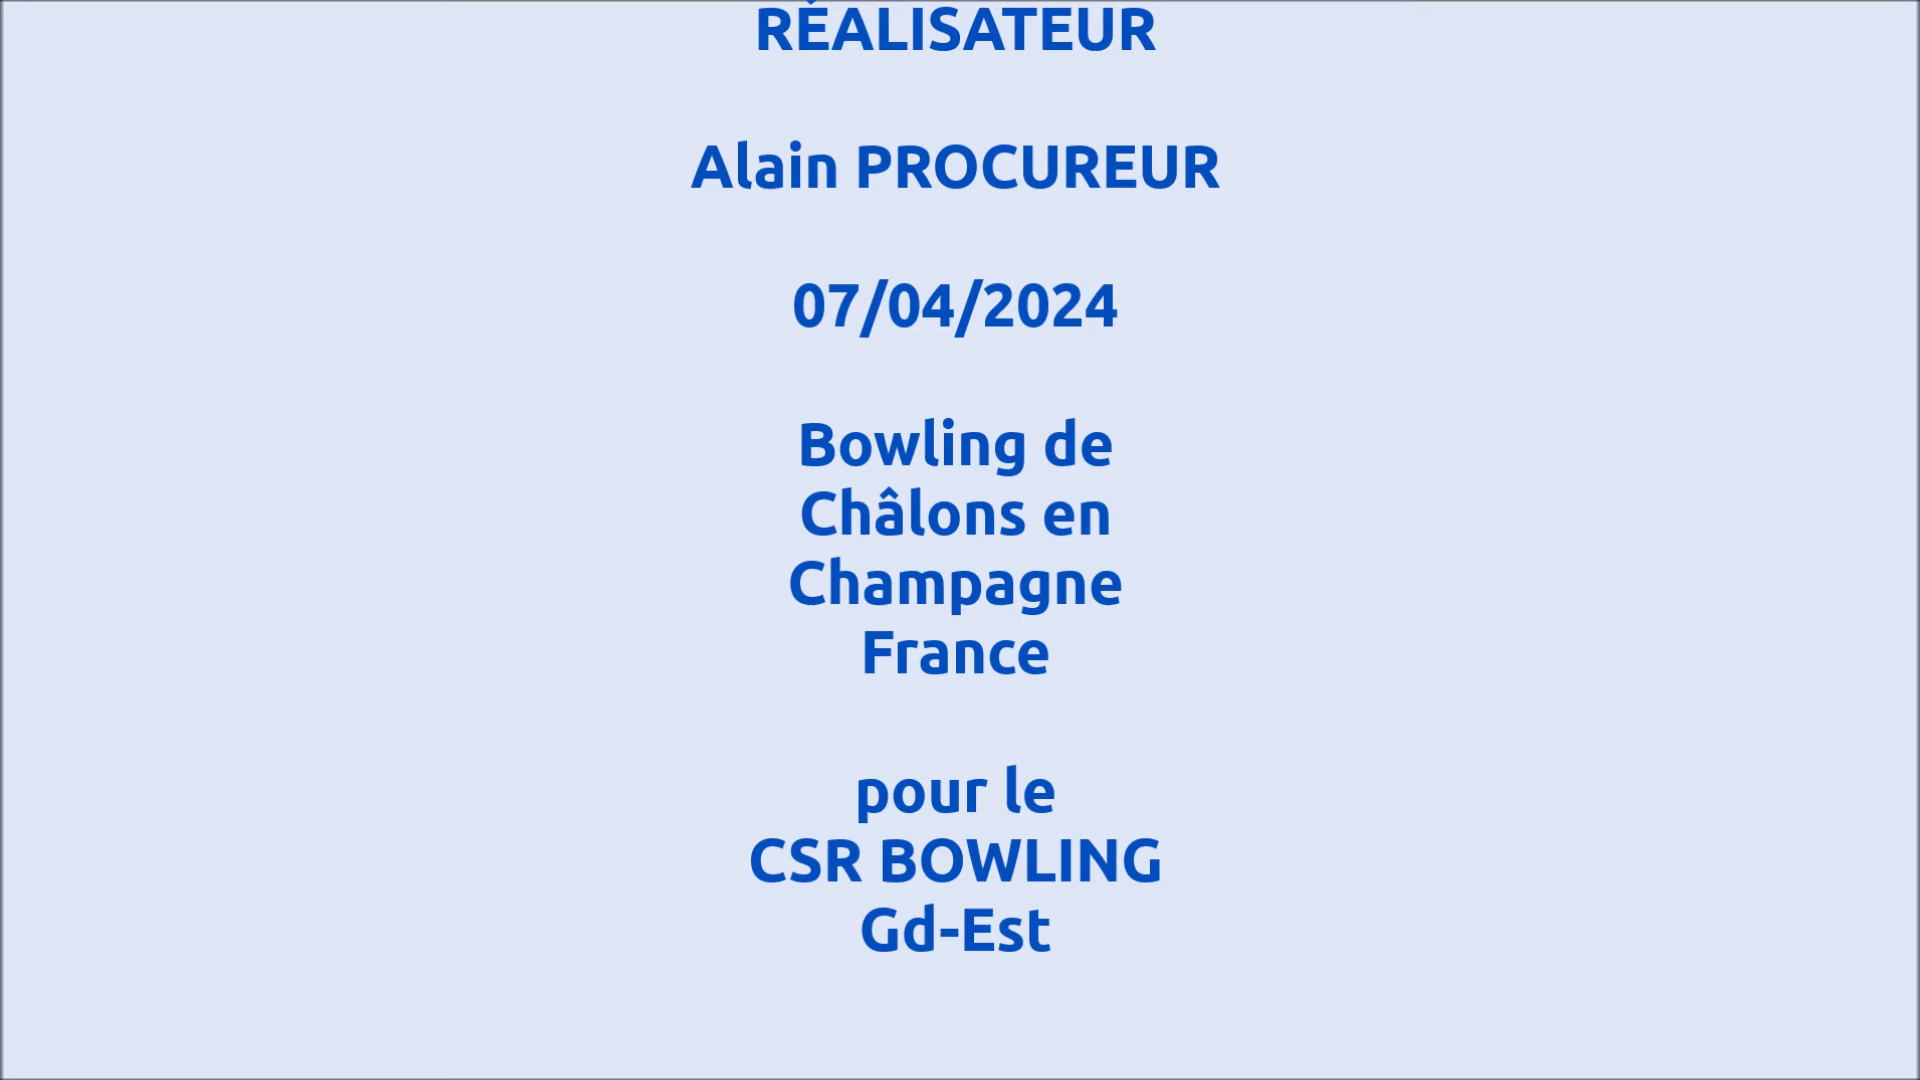 RÉALISATEUR
Alain PROCUREUR
07/04/2024
Bowling de
Châlons en
Champagne
France
pour le
CSR BOWLING
Gd-Est